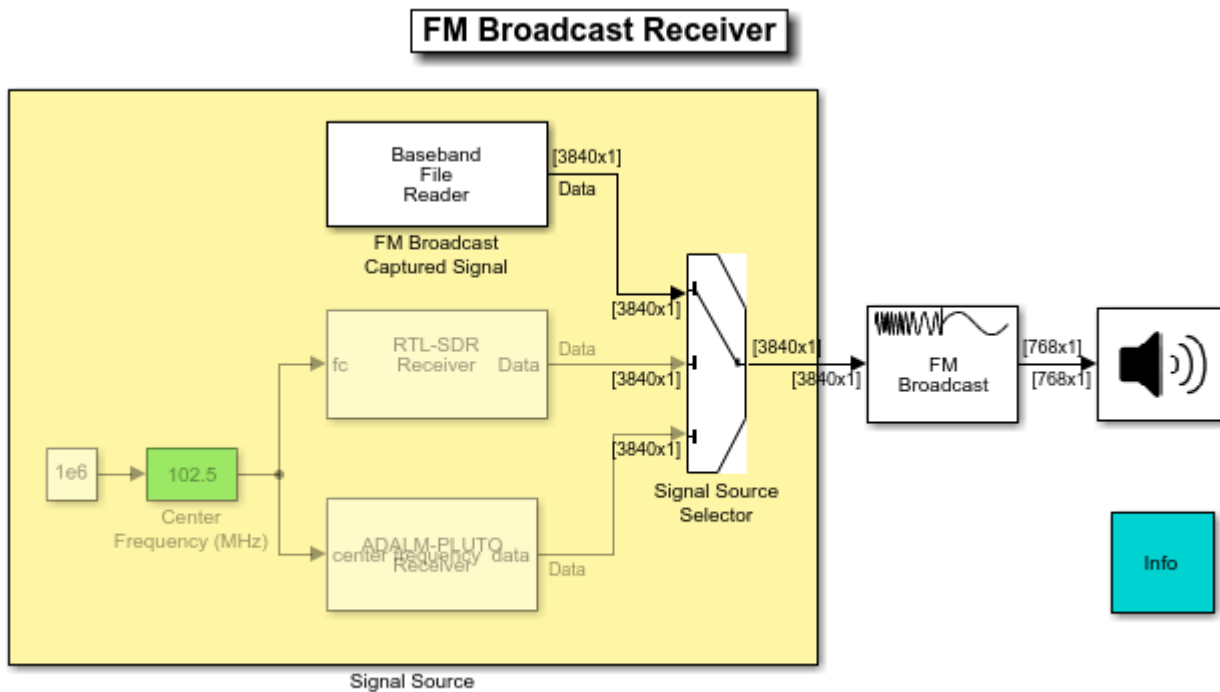 FM Broadcast Receiver
Baseband
File
Reader
[3840x1]
Data
FM Broadcast
Captured Signal
[3840x1]
RTL-SDR
Receiver
fc
Data
Data
[3840x1]
[3840x1]
[3840x1]
[3840x1]
FM
Broadcast
[768x1]
[768x1]
1e6
102.5
Center
Frequency (MHz)
ADALM-PLUTO
Receiver
center frequency
data
Data
Signal Source
Selector
Info
Signal Source